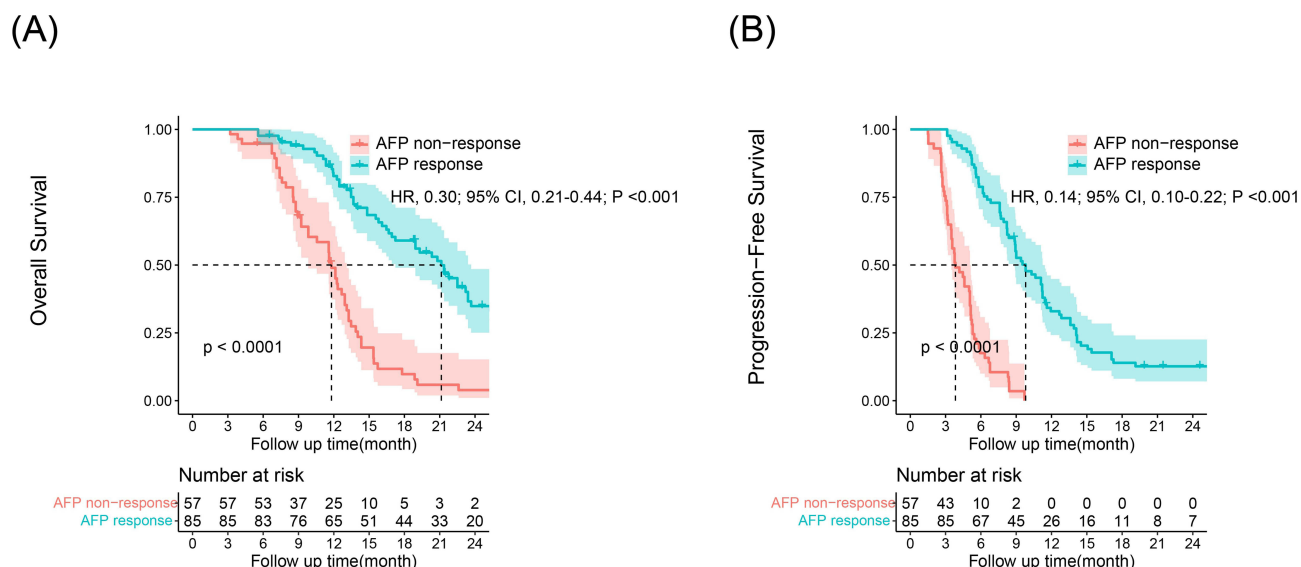 (A)
Overall Survival
1.00
0.75
0.50
0.25
0.00
AFP non−response
AFP response
HR, 0.30; 95% CI, 0.21-0.44; P <0.001
p < 0.0001
0 3 6 9 12 15 18 21 24
Follow up time(month)
Number at risk
AFP non−response 57 57 53 37 25 10 5 3 2
AFP response 85 85 83 76 65 51 44 33 20
0 3 6 9 12 15 18 21 24
Follow up time(month)
(B)
Progression−Free Survival
1.00
0.75
0.50
0.25
0.00
AFP non−response
AFP response
HR, 0.14; 95% CI, 0.10-0.22; P <0.001
p < 0.0001
0 3 6 9 12 15 18 21 24
Follow up time(month)
Number at risk
AFP non−response 57 43 10 2 0 0 0 0 0
AFP response 85 85 67 45 26 16 11 8 7
0 3 6 9 12 15 18 21 24
Follow up time(month)